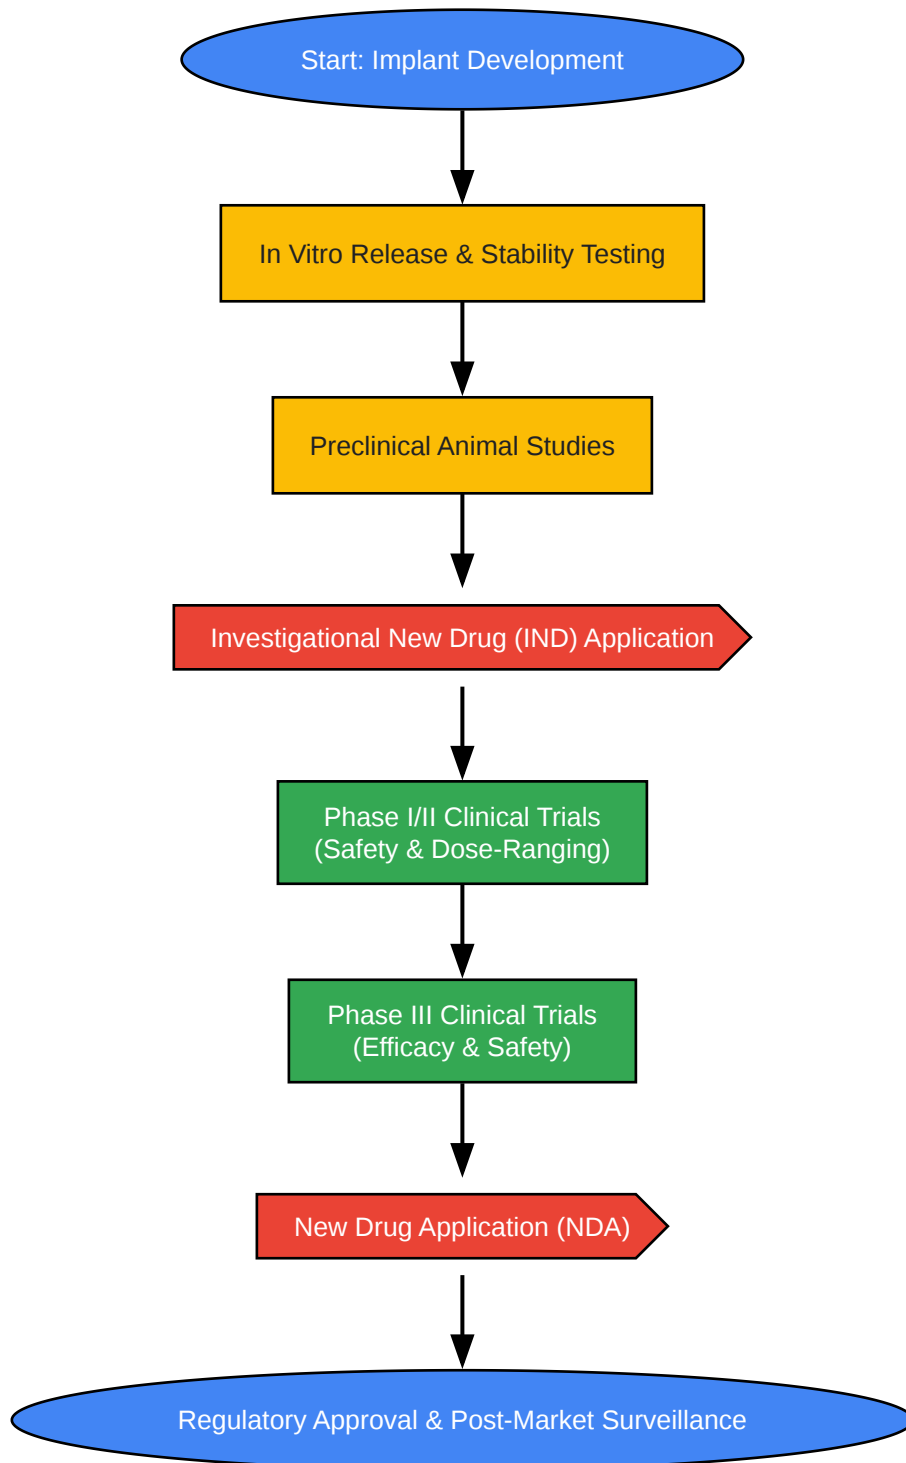 Start: Implant Development
In Vitro Release & Stability Testing
Preclinical Animal Studies
Investigational New Drug (IND) Application
Phase I/II Clinical Trials
(Safety & Dose-Ranging)
Phase III Clinical Trials
(Efficacy & Safety)
New Drug Application (NDA)
Regulatory Approval & Post-Market Surveillance